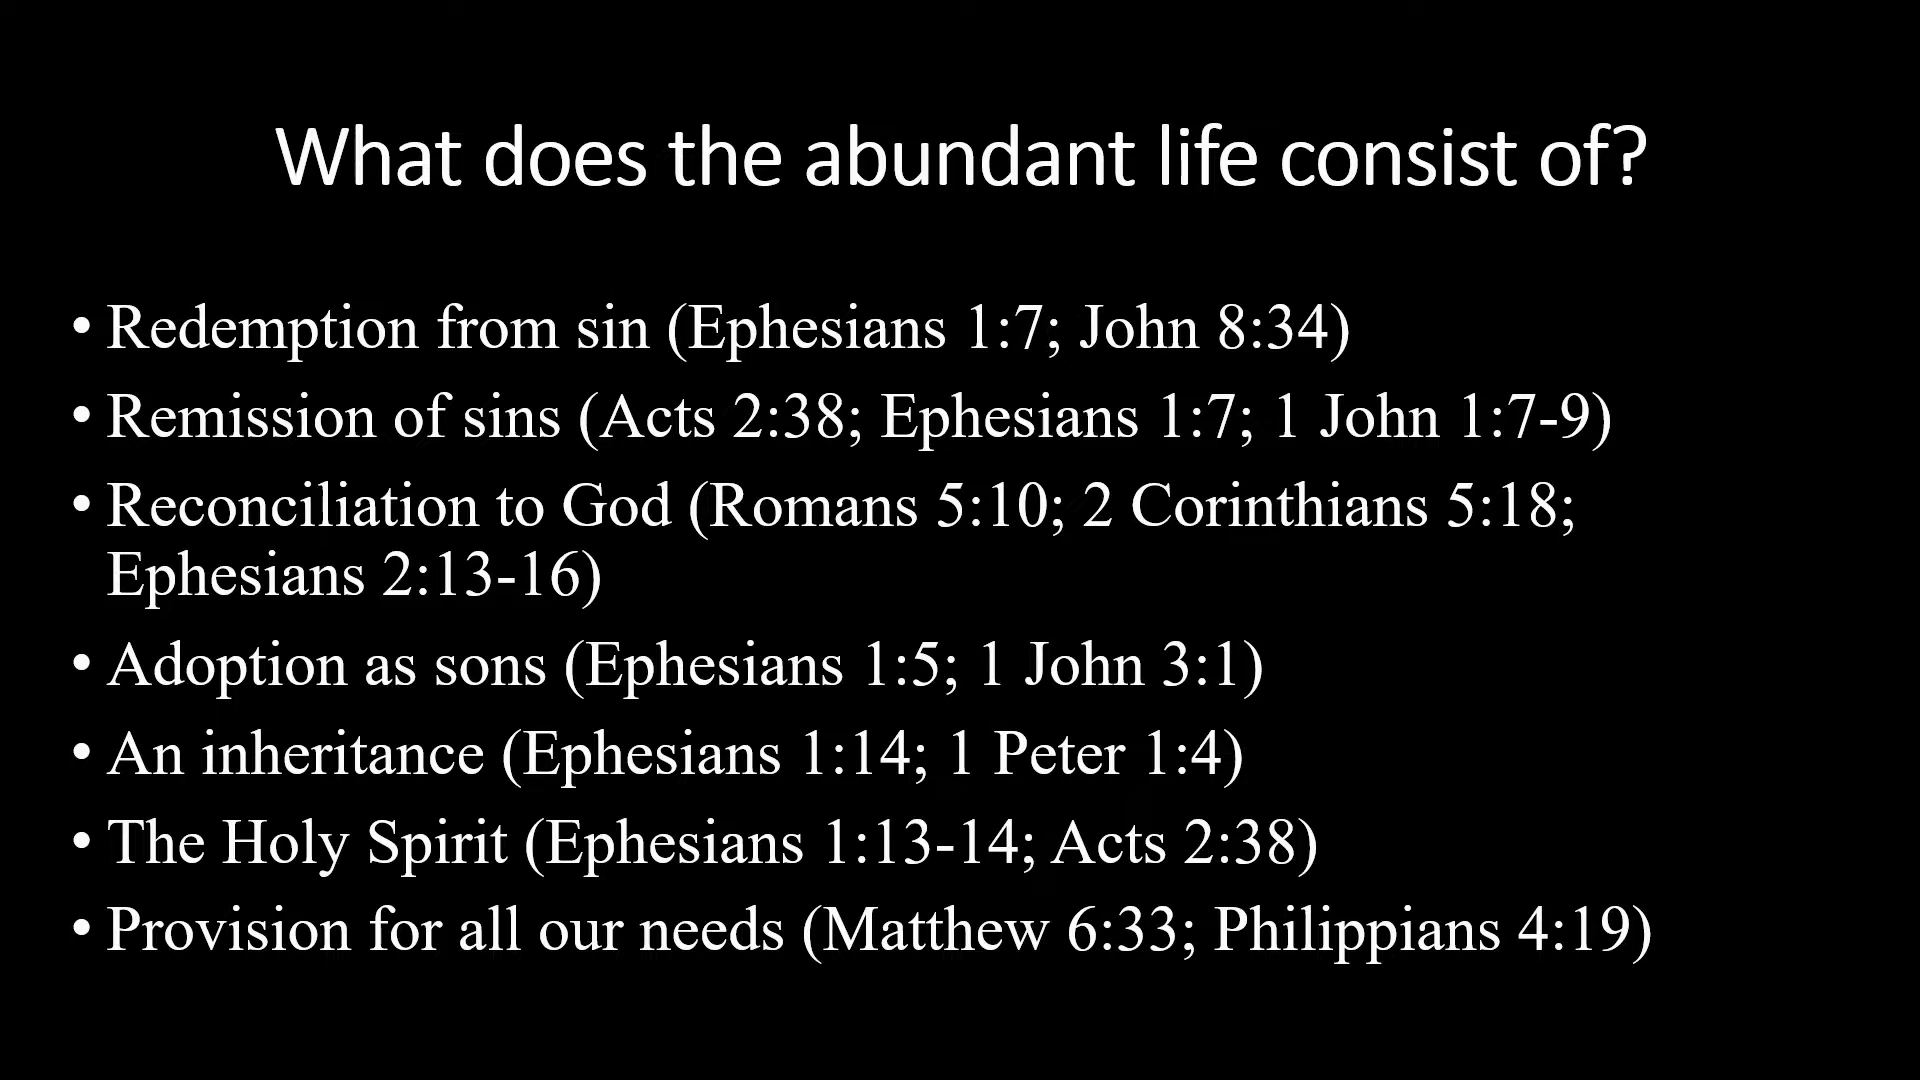 What does the abundant life consist of?
• Redemption from sin (Ephesians 1:7; John 8:34)
• Remission of sins (Acts 2:38; Ephesians 1:7; 1 John 1:7-9)
• Reconciliation to God (Romans 5:10; 2 Corinthians 5:18;
Ephesians 2:13-16)
• Adoption as sons (Ephesians 1:5; 1 John 3:1)
• An inheritance (Ephesians 1:14; 1 Peter 1:4)
• The Holy Spirit (Ephesians 1:13-14; Acts 2:38)
• Provision for all our needs (Matthew 6:33; Philippians 4:19)